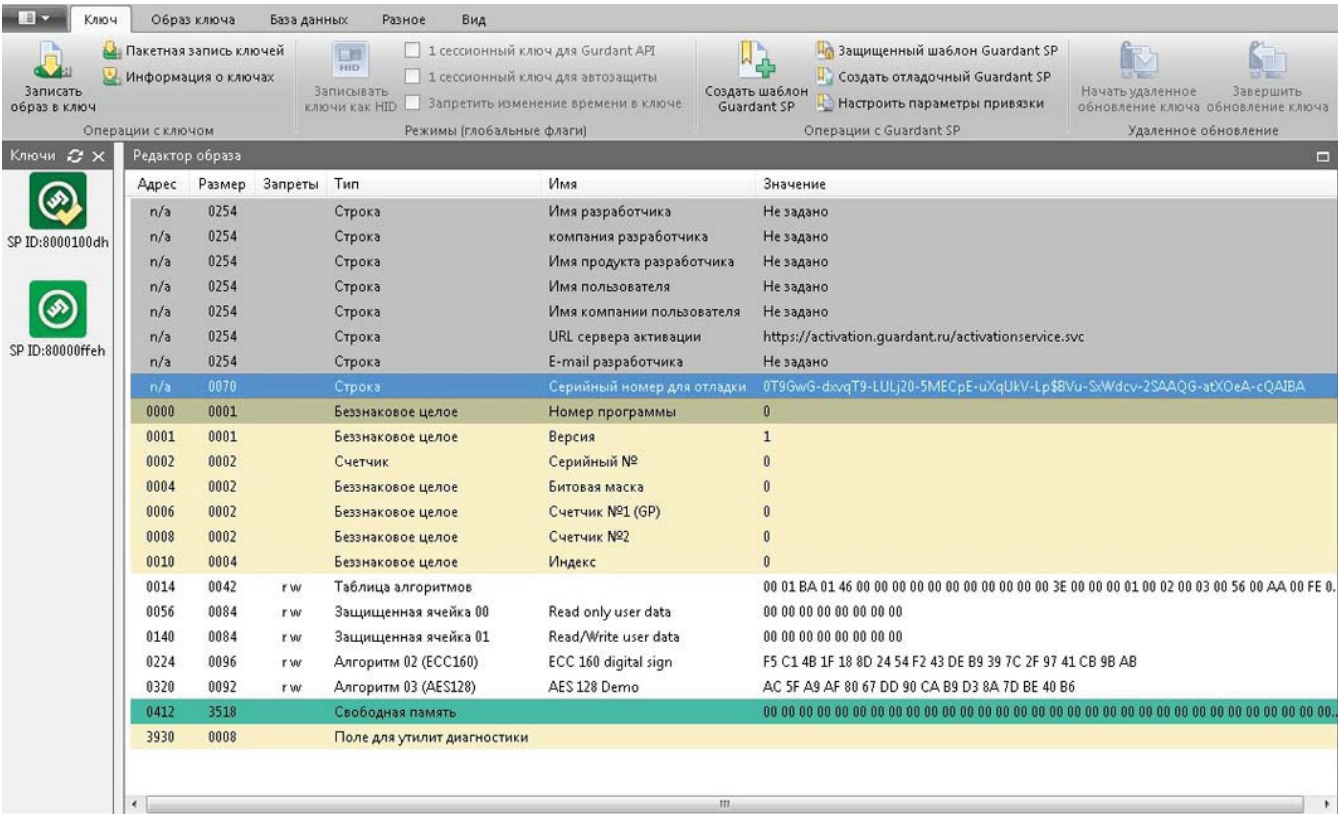 Ключ Образ ключа База данных Разное Вид
Записать образ в ключ
Пакетная запись ключей
Информация о ключах
Операции с ключом
HID
Записывать ключи как HID
1 сессионный ключ для Gurdant API
1 сессионный ключ для автозащиты
Запретить изменение времени в ключе
Режимы (глобальные флаги)
Создать шаблон Guardant SP
Защищенный шаблон Guardant SP
Создать отладочный Guardant SP
Настроить параметры привязки
Операции с Guardant SP
Начать удаленное обновление ключа
Завершить обновление ключа
Удаленное обновление
Ключи
SP ID:8000100dh
SP ID:80000ffeh
Редактор образа
Адрес Размер Запреты Тип Имя Значение
n/a 0254 Строка Имя разработчика Не задано
n/a 0254 Строка компания разработчика Не задано
n/a 0254 Строка Имя продукта разработчика Не задано
n/a 0254 Строка Имя пользователя Не задано
n/a 0254 Строка Имя компании пользователя Не задано
n/a 0254 Строка URL сервера активации https://activation.guardant.ru/activationservice.svc
n/a 0254 Строка E-mail разработчика Не задано
n/a 0070 Строка Серийный номер для отладки 0T9GwG-dxvqT9-LULj20-5MECpE-uXqUkV-Lp$BVu-SxWdcv-2SAAQG-atXOeA-cQAIBA
0000 0001 Беззнаковое целое Номер программы 0
0001 0001 Беззнаковое целое Версия 1
0002 0002 Счетчик Серийный № 0
0004 0002 Беззнаковое целое Битовая маска 0
0006 0002 Беззнаковое целое Счетчик №1 (GP) 0
0008 0002 Беззнаковое целое Счетчик №2 0
0010 0004 Беззнаковое целое Индекс 0
0014 0042 r w Таблица алгоритмов 00 01 BA 01 46 00 00 00 00 00 00 00 00 00 00 00 3E 00 00 00 01 00 02 00 03 00 56 00 AA 00 FE 0.
0056 0084 r w Защищенная ячейка 00 Read only user data 00 00 00 00 00 00 00 00
0140 0084 r w Защищенная ячейка 01 Read/Write user data 00 00 00 00 00 00 00 00
0224 0096 r w Алгоритм 02 (ECC160) ECC 160 digital sign F5 C1 4B 1F 18 8D 24 54 F2 43 DE B9 39 7C 2F 97 41 CB 9B AB
0320 0092 r w Алгоритм 03 (AES128) AES 128 Demo AC 5F A9 AF 80 67 DD 90 CA B9 D3 8A 7D BE 40 B6
0412 3518 Свободная память 00 00 00 00 00 00 00 00 00 00 00 00 00 00 00 00 00 00 00 00 00 00 00 00 00 00 00 00 00 00 00 00..
3930 0008 Поле для утилит диагностики